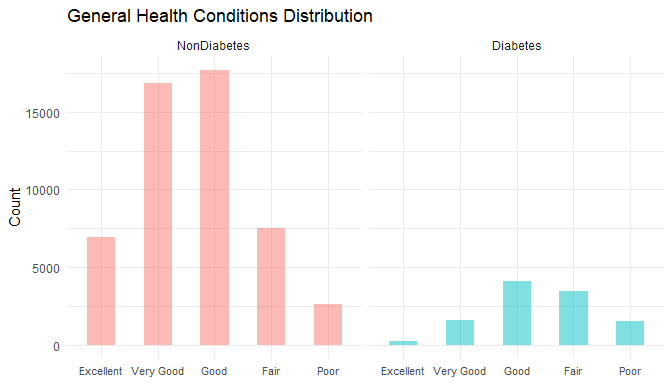 General Health Conditions Distribution
NonDiabetes
Diabetes
Count
15000
10000
5000
0
Excellent Very Good Good Fair Poor
Excellent Very Good Good Fair Poor